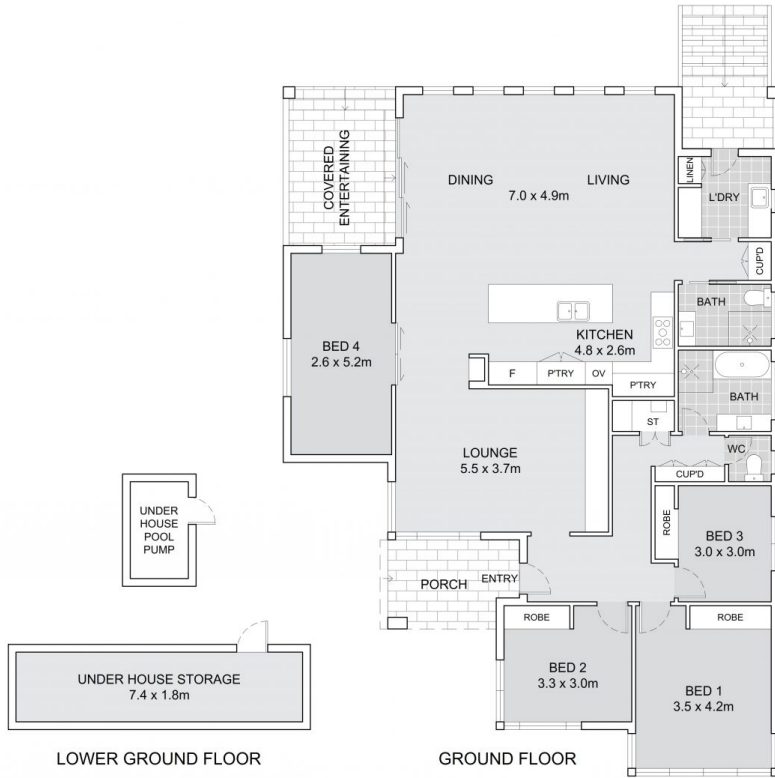 COVERED
ENTERTAINING
DINING
LIVING
7.0 x 4.9m
LINEN
L'DRY
CUP'D
BATH
BED 4
2.6 x 5.2m
KITCHEN
4.8 x 2.6m
F
P'TRY
OV
P'TRY
BATH
ST
LOUNGE
5.5 x 3.7m
WC
CUP'D
UNDER
HOUSE
POOL
PUMP
ROBE
BED 3
3.0 x 3.0m
PORCH
ENTRY
ROBE
ROBE
BED 2
3.3 x 3.0m
BED 1
3.5 x 4.2m
UNDER HOUSE STORAGE
7.4 x 1.8m
LOWER GROUND FLOOR
GROUND FLOOR